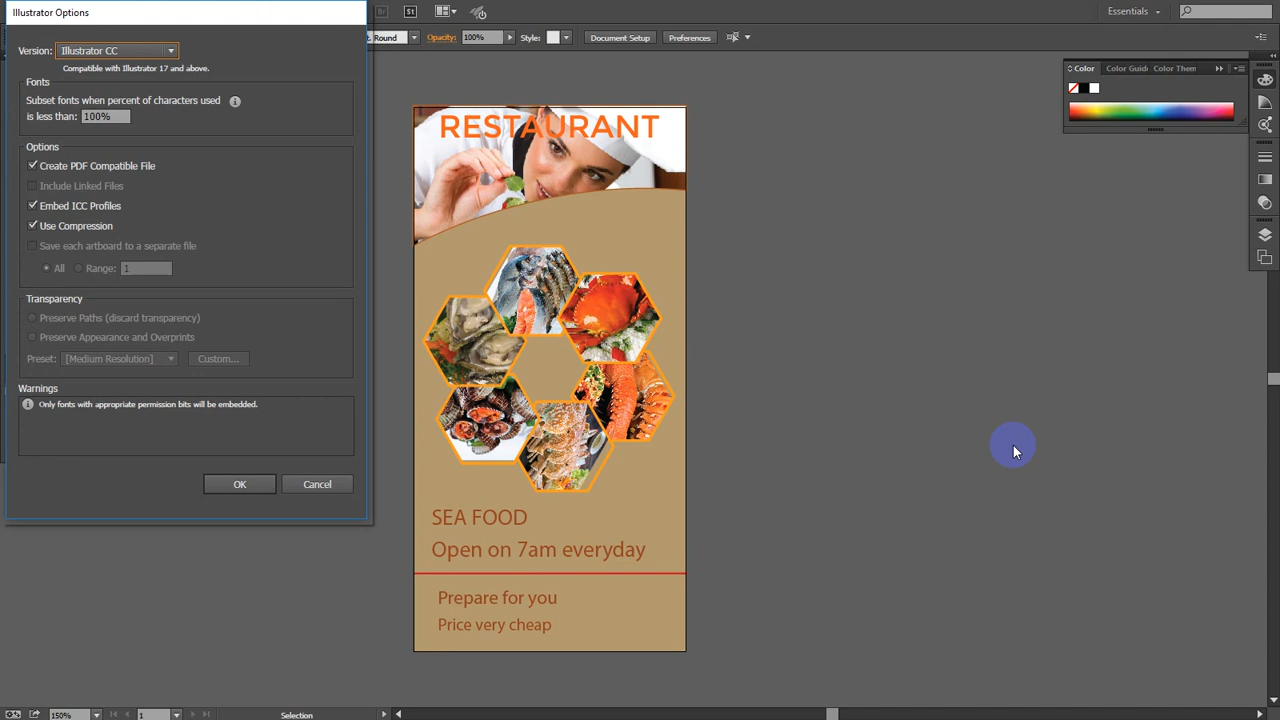 Illustrator Options
Br
St
Essentials
Version: Illustrator CC
t. Round
Opacity: 100%
Style:
Document Setup
Preferences
Compatible with Illustrator 17 and above.
Color
Color Guide
Color Them
Fonts
Subset fonts when percent of characters used
is less than: 100%
Options
Create PDF Compatible File
Include Linked Files
Embed ICC Profiles
Use Compression
Save each artboard to a separate file
All
Range: 1
Transparency
Preserve Paths (discard transparency)
Preserve Appearance and Overprints
Preset: [Medium Resolution]
Custom...
Warnings
Only fonts with appropriate permission bits will be embedded.
OK
Cancel
RESTAURANT
SEA FOOD
Open on 7am everyday
Prepare for you
Price very cheap
150%
1
Selection